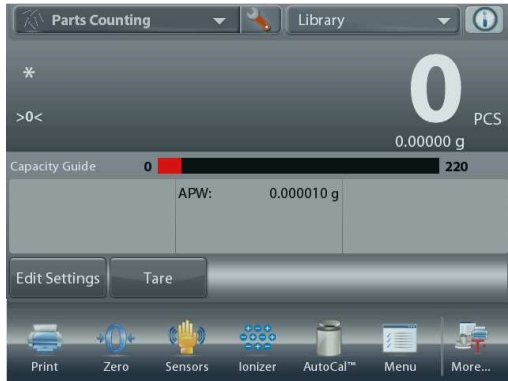 Parts Counting Library
*
0
>0< PCS
0.00000 g
Capacity Guide 0 220
APW: 0.000010 g
Edit Settings Tare
Print Zero Sensors Ionizer AutoCal™ Menu More...